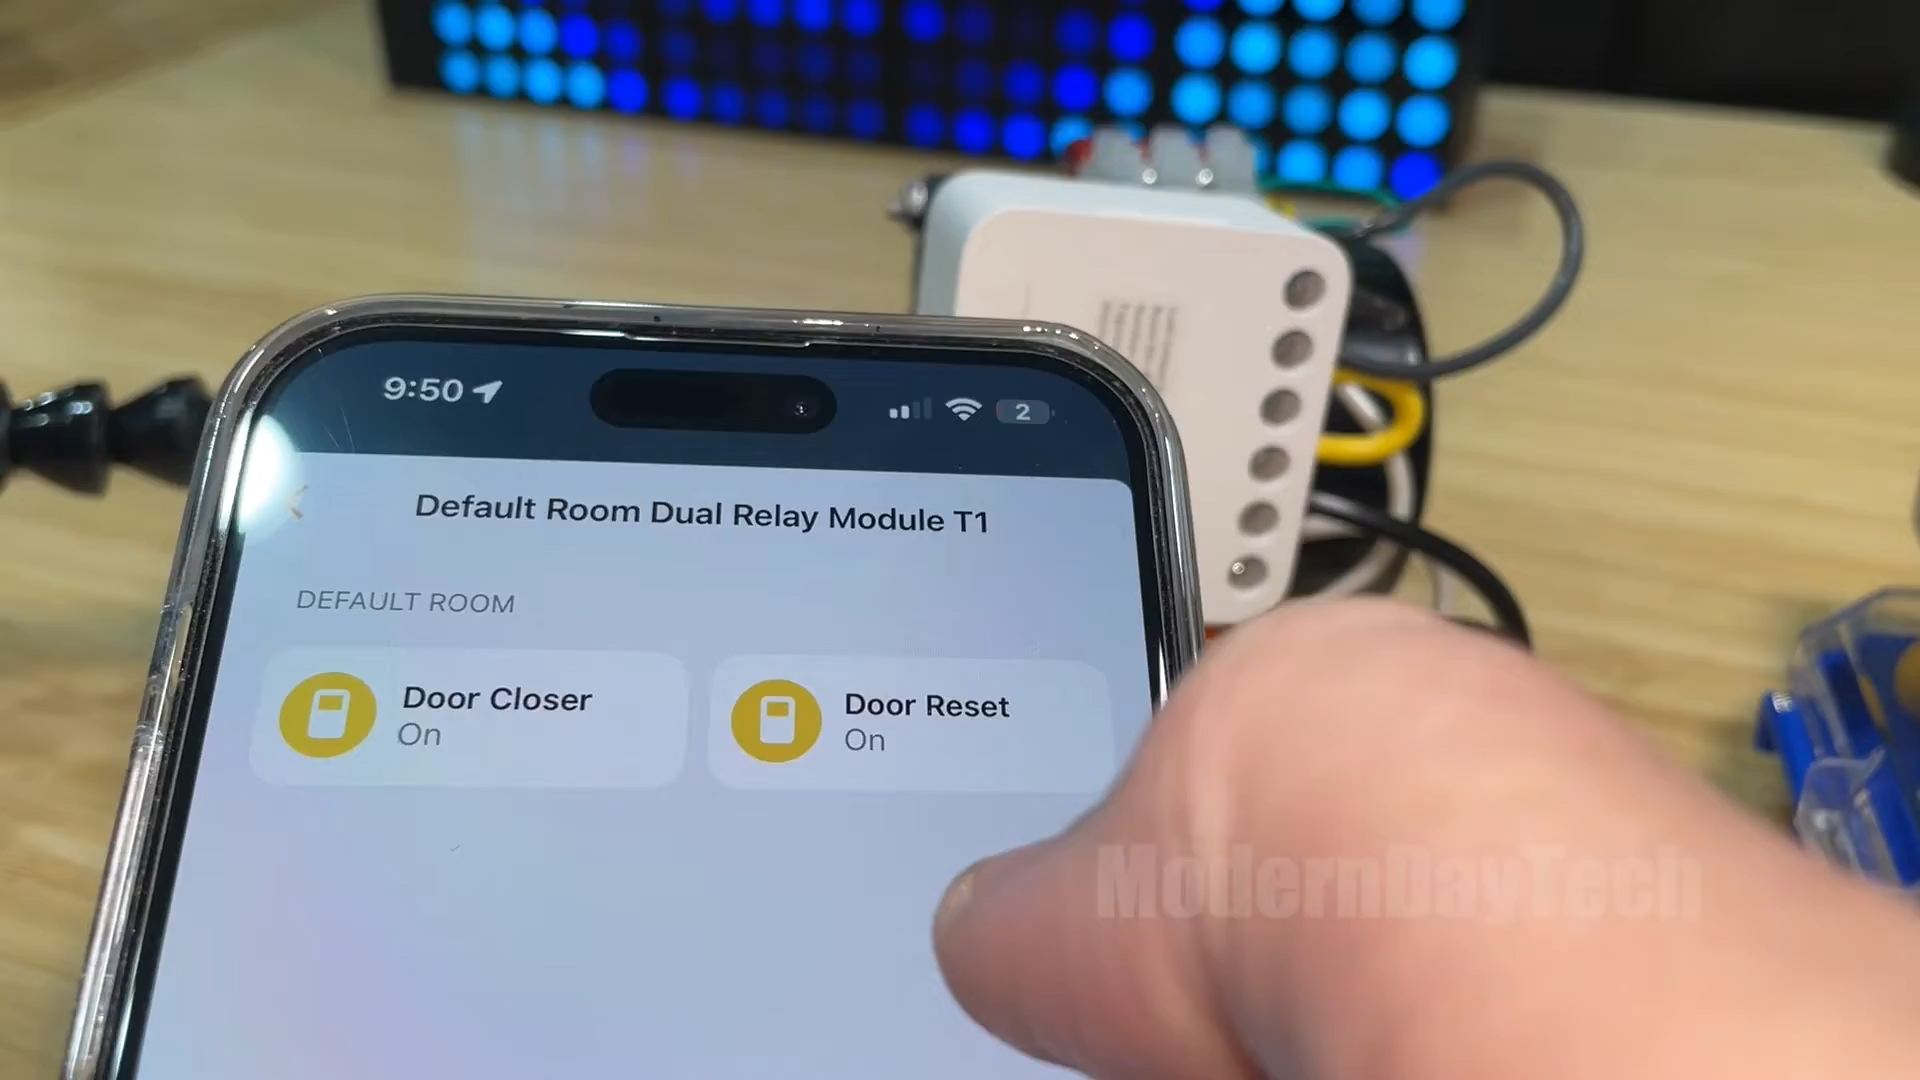 9:50
2
Default Room Dual Relay Module T1
DEFAULT ROOM
Door Closer
On
Door Reset
On
ModernDayTech